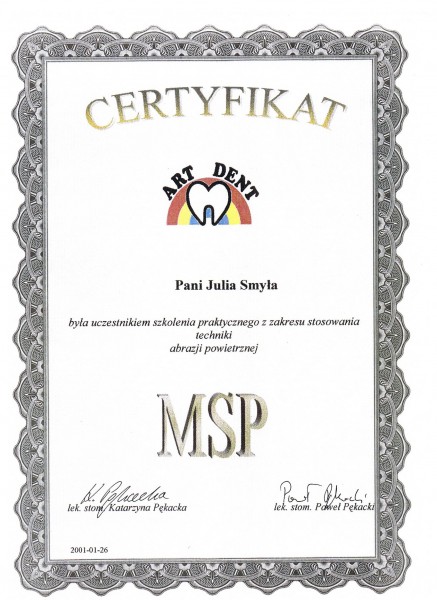 CERTYFIKAT
ART DENT
Pani Julia Smyła
była uczestnikiem szkolenia praktycznego z zakresu stosowania
techniki
abrazji powietrznej
MSP
K. Pękacka
Paweł Pękacki
lek. stom. Katarzyna Pękacka
lek. stom. Paweł Pękacki
2001-01-26